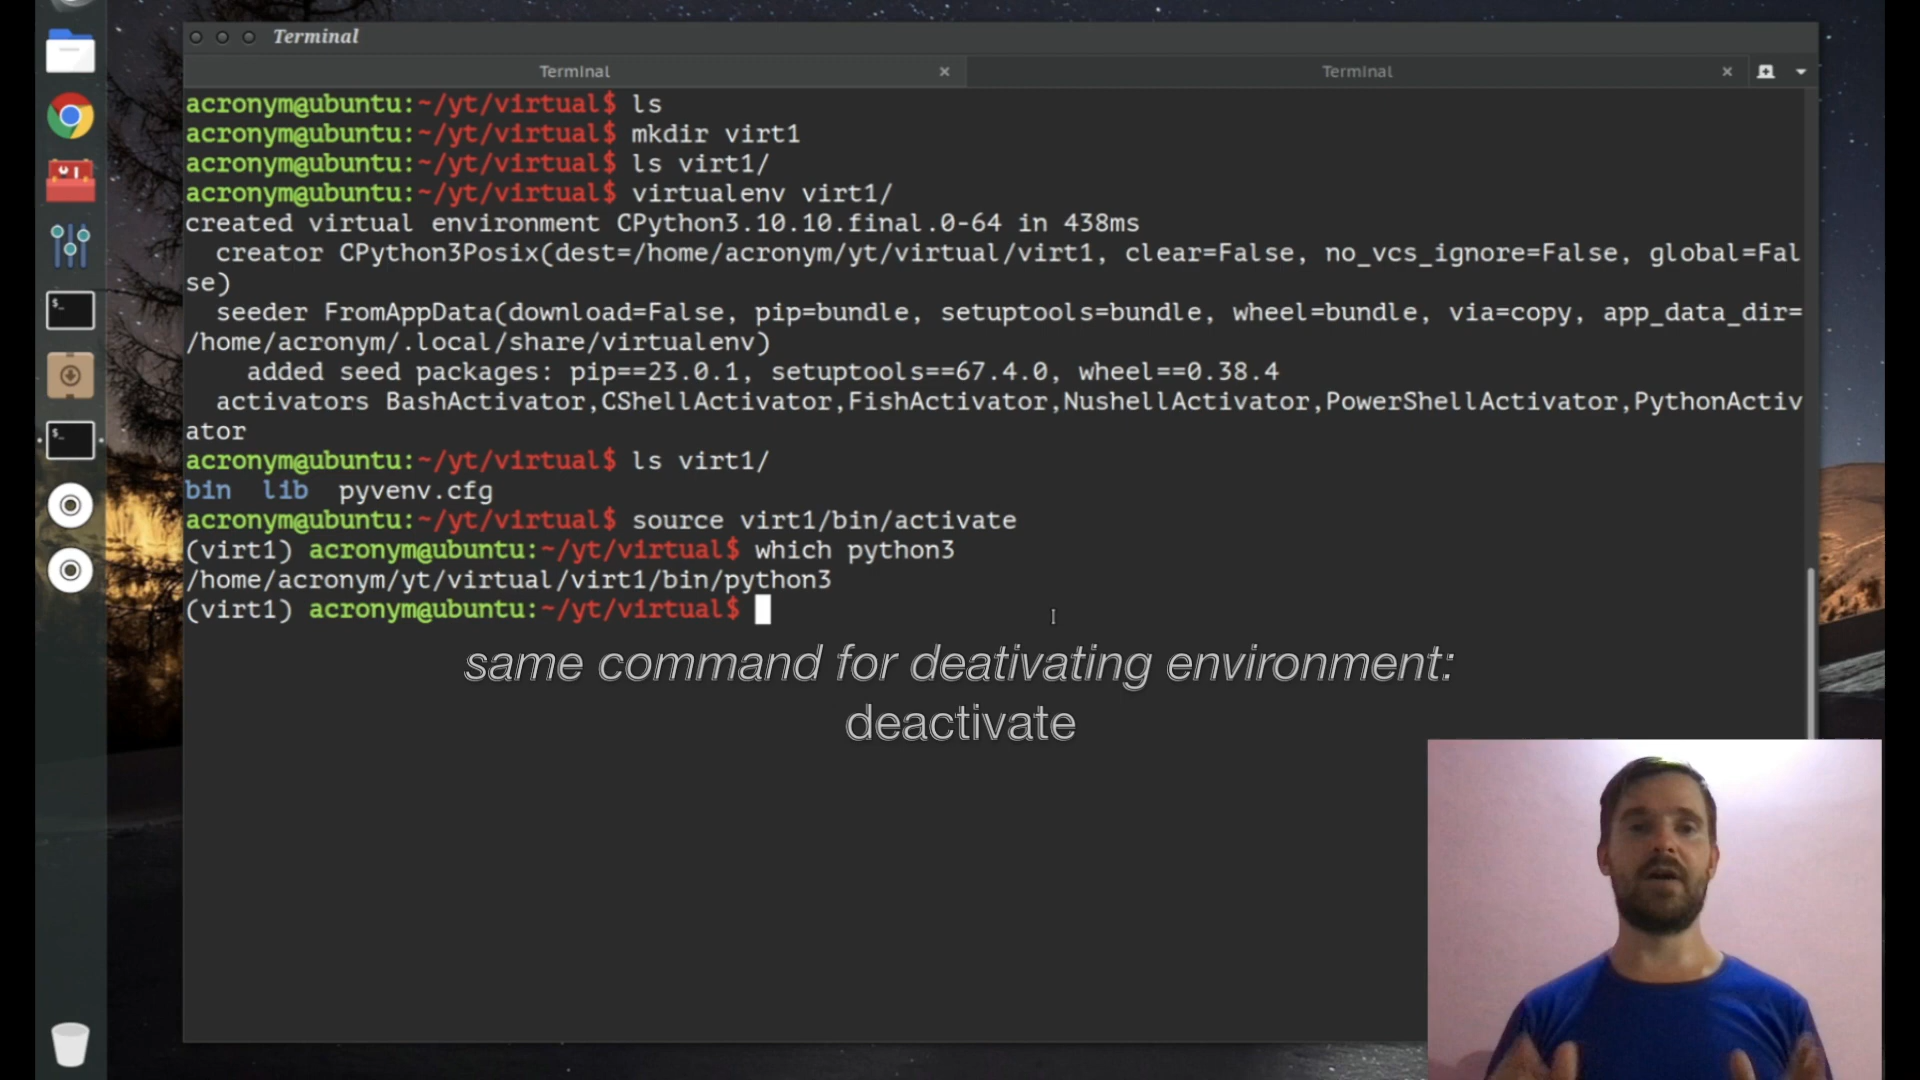 Terminal
Terminal
Terminal
acronym@ubuntu:~/yt/virtual$ ls
acronym@ubuntu:~/yt/virtual$ mkdir virt1
acronym@ubuntu:~/yt/virtual$ ls virt1/
acronym@ubuntu:~/yt/virtual$ virtualenv virt1/
created virtual environment CPython3.10.10.final.0-64 in 438ms
  creator CPython3Posix(dest=/home/acronym/yt/virtual/virt1, clear=False, no_vcs_ignore=False, global=Fal
se)
  seeder FromAppData(download=False, pip=bundle, setuptools=bundle, wheel=bundle, via=copy, app_data_dir=
/home/acronym/.local/share/virtualenv)
    added seed packages: pip==23.0.1, setuptools==67.4.0, wheel==0.38.4
  activators BashActivator,CShellActivator,FishActivator,NushellActivator,PowerShellActivator,PythonActiv
ator
acronym@ubuntu:~/yt/virtual$ ls virt1/
bin  lib  pyvenv.cfg
acronym@ubuntu:~/yt/virtual$ source virt1/bin/activate
(virt1) acronym@ubuntu:~/yt/virtual$ which python3
/home/acronym/yt/virtual/virt1/bin/python3
(virt1) acronym@ubuntu:~/yt/virtual$
same command for deativating environment:
deactivate